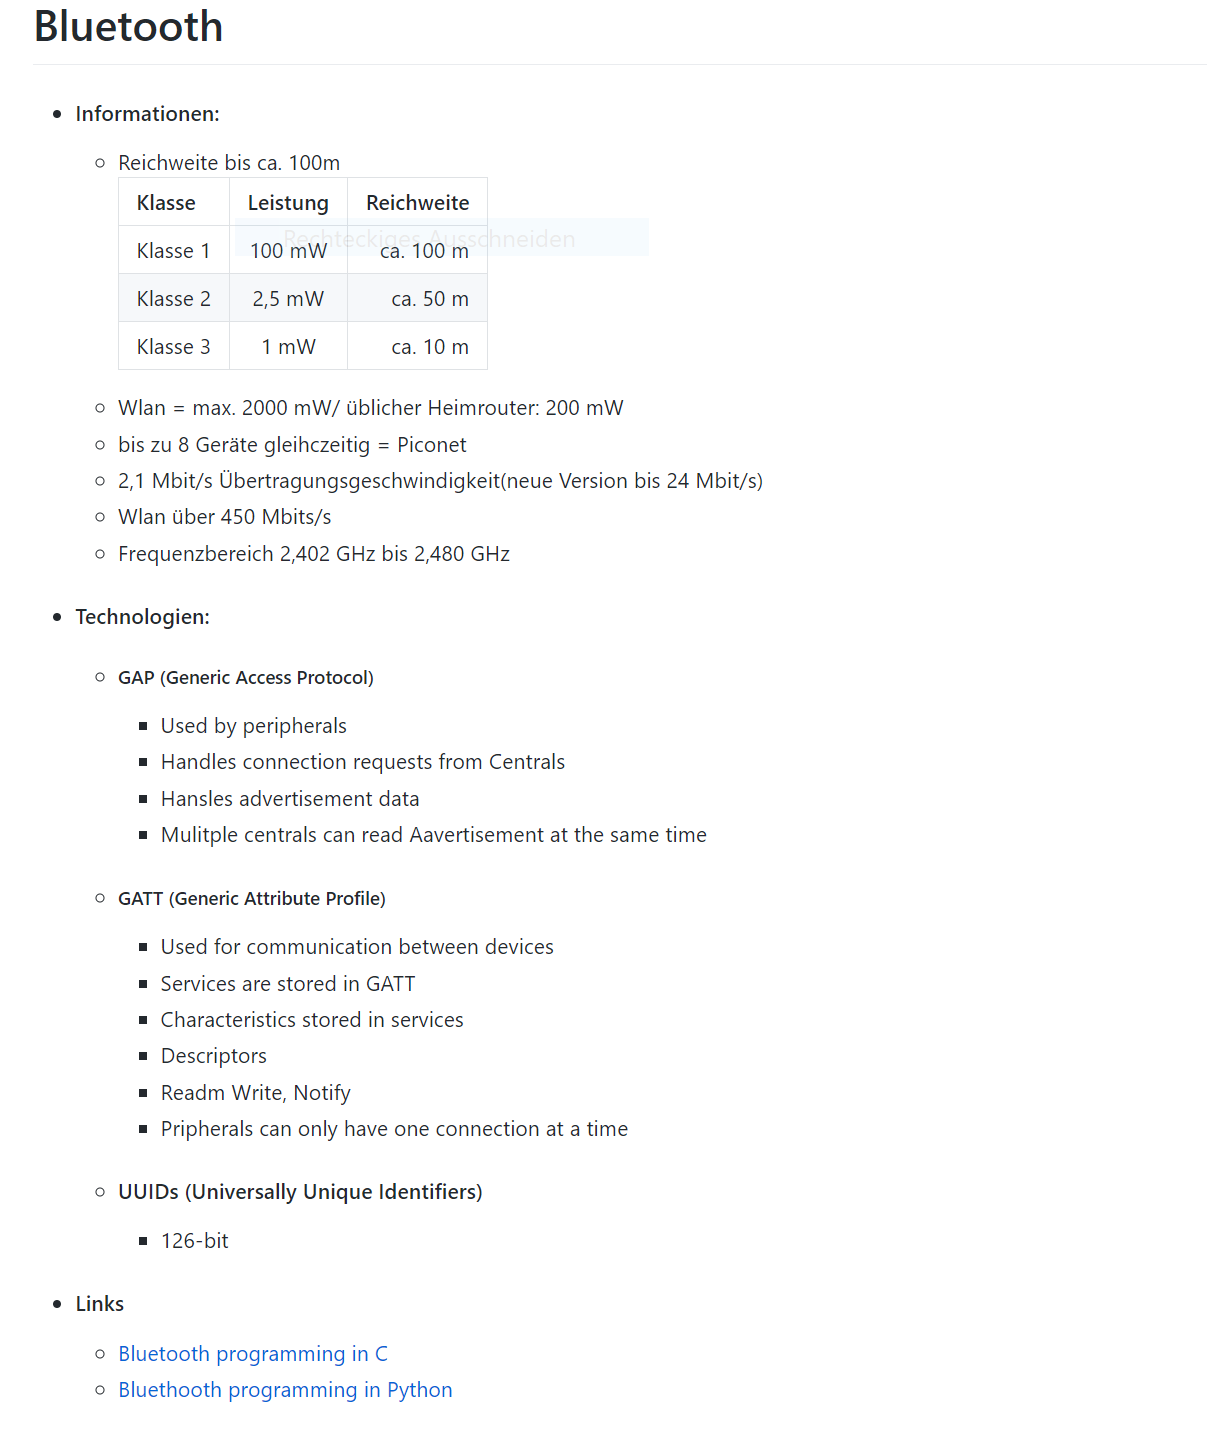 Bluetooth
Informationen:
Reichweite bis ca. 100m
Klasse Leistung Reichweite
Rechteckiges Ausschneiden
Klasse 1 100 mW ca. 100 m
Klasse 2 2,5 mW ca. 50 m
Klasse 3 1 mW ca. 10 m
Wlan = max. 2000 mW/ üblicher Heimrouter: 200 mW
bis zu 8 Geräte gleihczeitig = Piconet
2,1 Mbit/s Übertragungsgeschwindigkeit(neue Version bis 24 Mbit/s)
Wlan über 450 Mbits/s
Frequenzbereich 2,402 GHz bis 2,480 GHz
Technologien:
GAP (Generic Access Protocol)
Used by peripherals
Handles connection requests from Centrals
Hansles advertisement data
Mulitple centrals can read Aavertisement at the same time
GATT (Generic Attribute Profile)
Used for communication between devices
Services are stored in GATT
Characteristics stored in services
Descriptors
Readm Write, Notify
Pripherals can only have one connection at a time
UUIDs (Universally Unique Identifiers)
126-bit
Links
Bluetooth programming in C
Bluethooth programming in Python